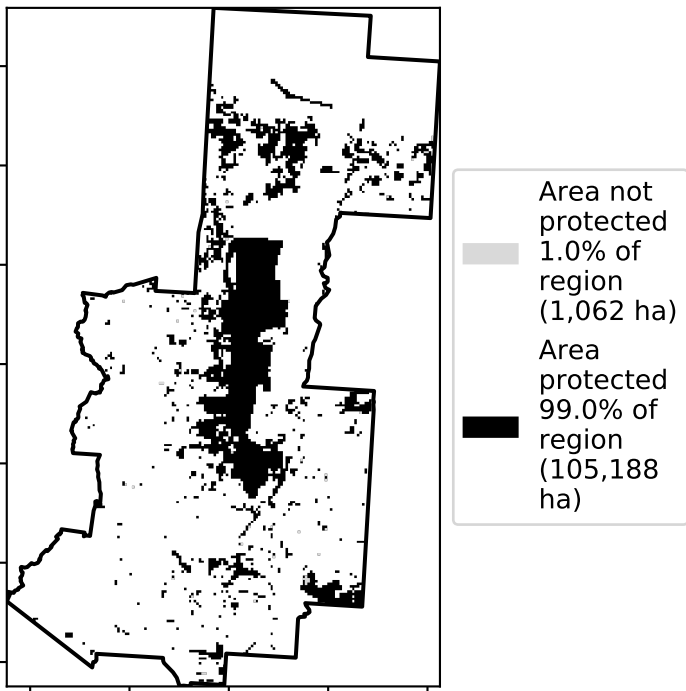 Area not
protected
1.0% of
region
(1,062 ha)
Area
protected
99.0% of
region
(105,188
ha)